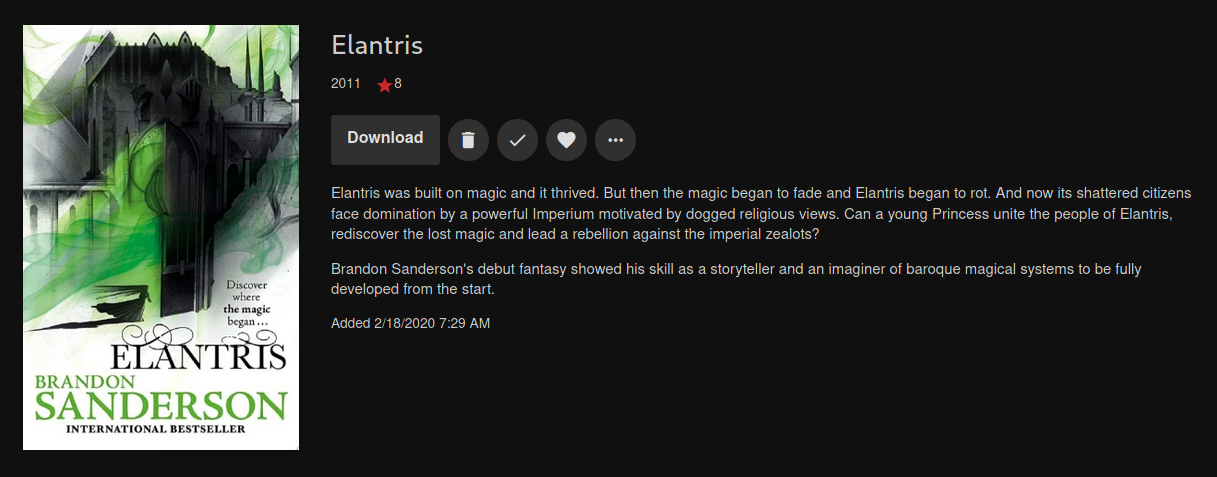 Elantris
2011 8
Download
Elantris was built on magic and it thrived. But then the magic began to fade and Elantris began to rot. And now its shattered citizens
face domination by a powerful Imperium motivated by dogged religious views. Can a young Princess unite the people of Elantris,
rediscover the lost magic and lead a rebellion against the imperial zealots?
Brandon Sanderson's debut fantasy showed his skill as a storyteller and an imaginer of baroque magical systems to be fully
developed from the start.
Added 2/18/2020 7:29 AM
Discover
where
the magic
began...
ELANTRIS
BRANDON
SANDERSON
INTERNATIONAL BESTSELLER